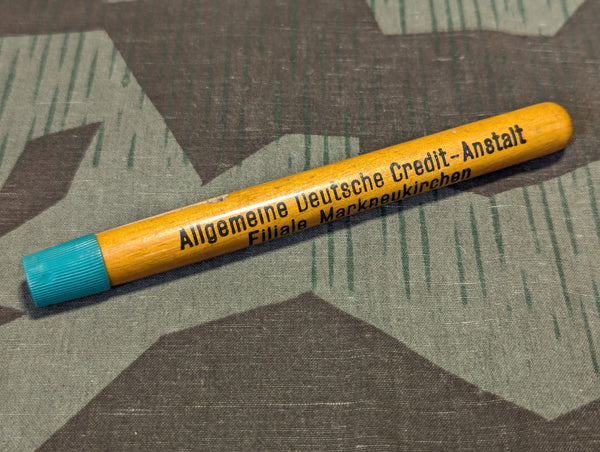 Allgemeine Deutsche Credit-Anstalt
Filiale Markneukirchen